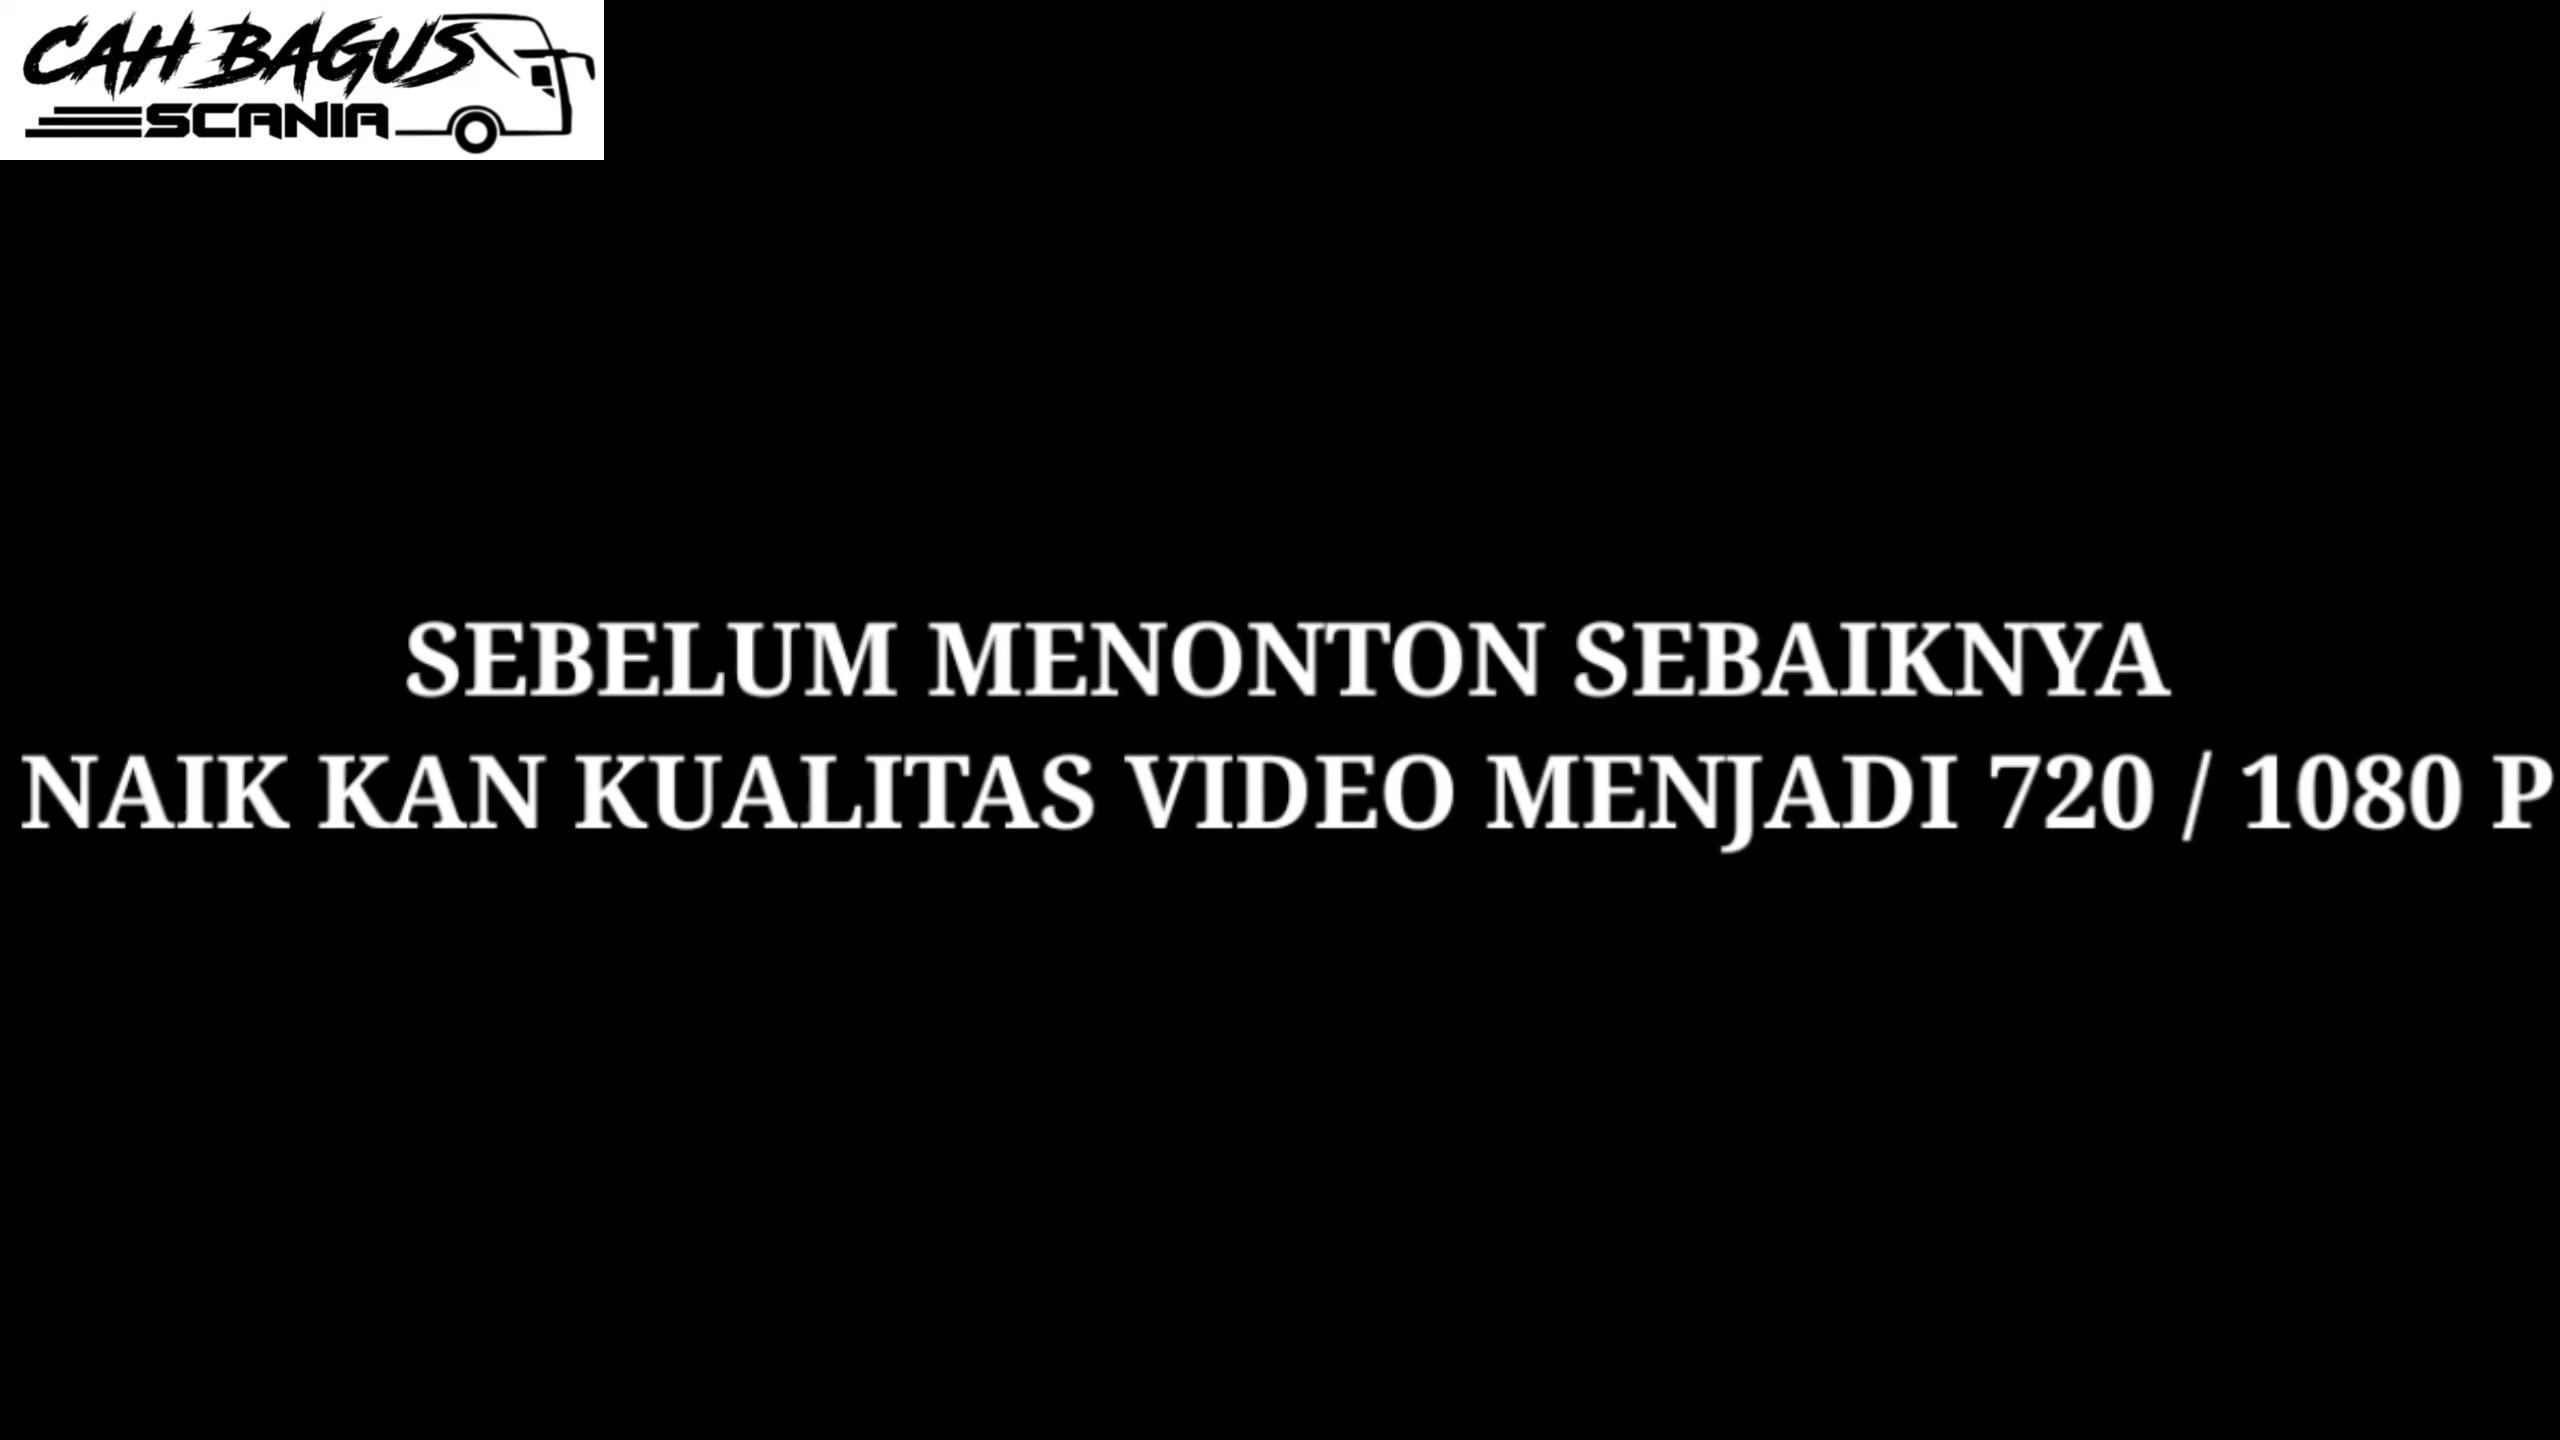 CAH BAGUS
SCANIA
SEBELUM MENONTON SEBAIKNYA
NAIK KAN KUALITAS VIDEO MENJADI 720 / 1080 P